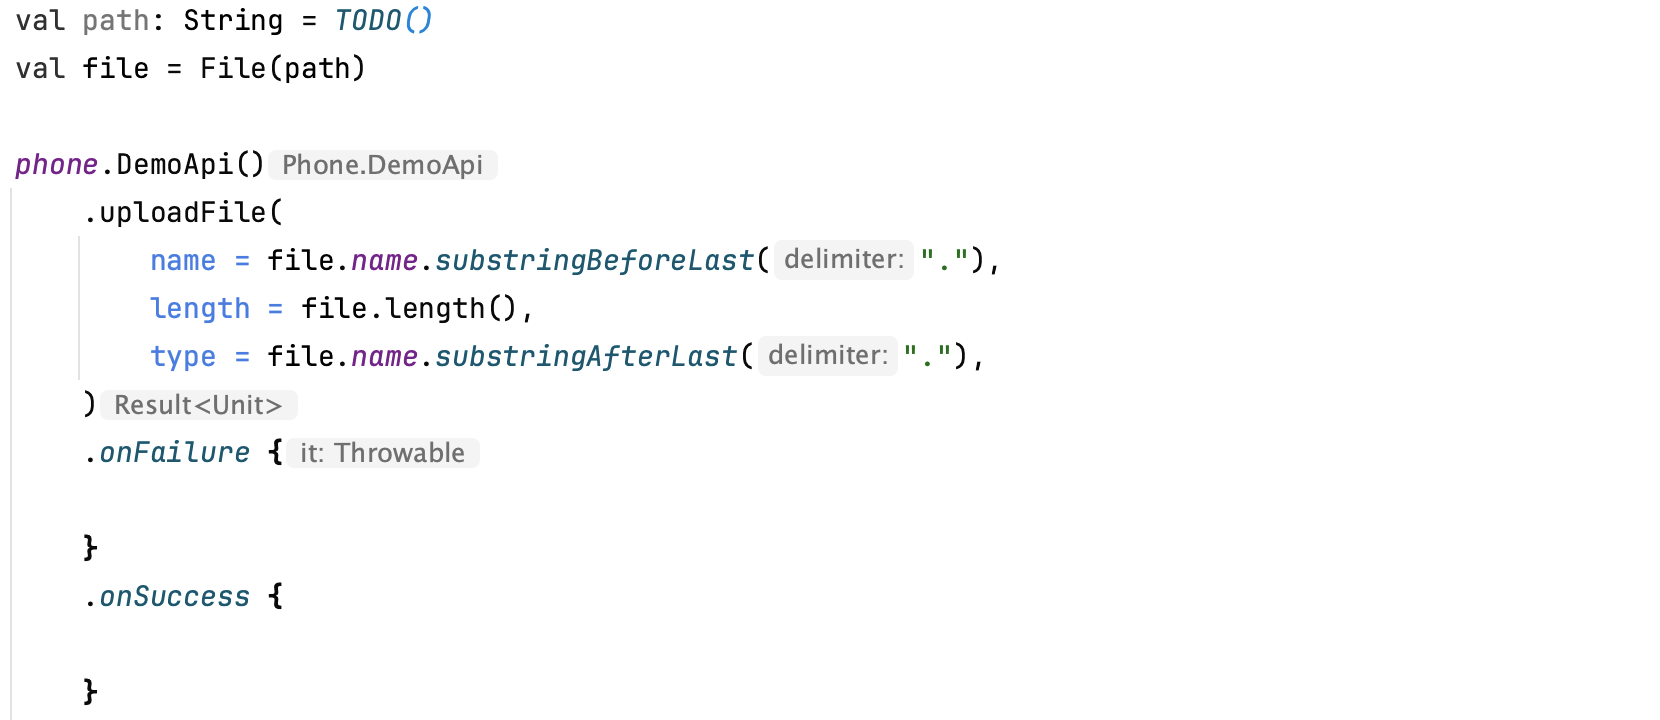 val path: String = TODO()
val file = File(path)
phone.DemoApi() Phone.DemoApi
.uploadFile(
name = file.name.substringBeforeLast( delimiter: "."),
length = file.length(),
type = file.name.substringAfterLast( delimiter: "."),
) Result<Unit>
.onFailure { it: Throwable
}
.onSuccess {
}